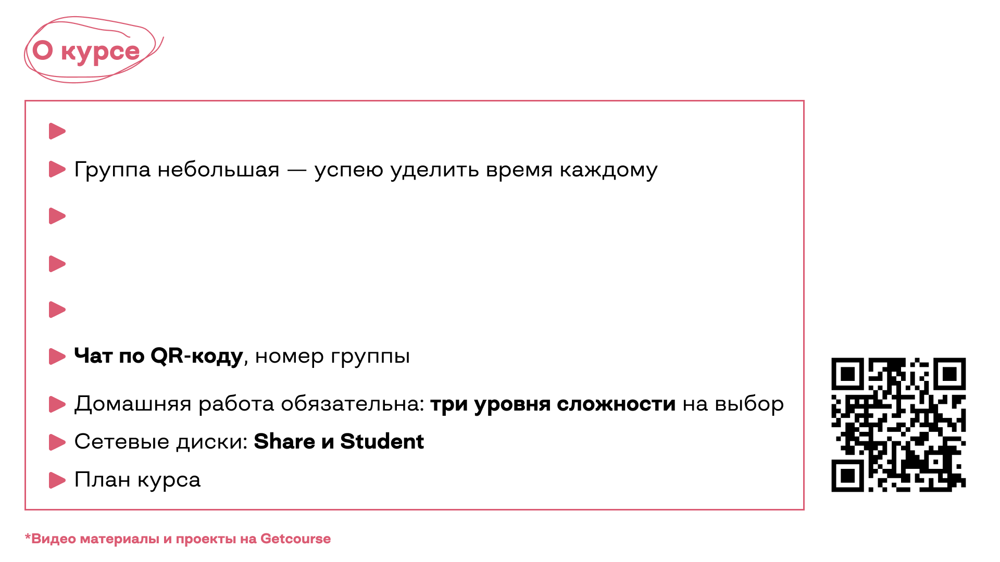 О курсе
Группа небольшая — успею уделить время каждому
Чат по QR-коду, номер группы
Домашняя работа обязательна: три уровня сложности на выбор
Сетевые диски: Share и Student
План курса
*Видео материалы и проекты на Getcourse